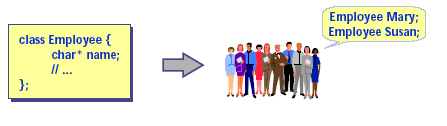 class Employee {
char* name;
// ...
};
Employee Mary;
Employee Susan;